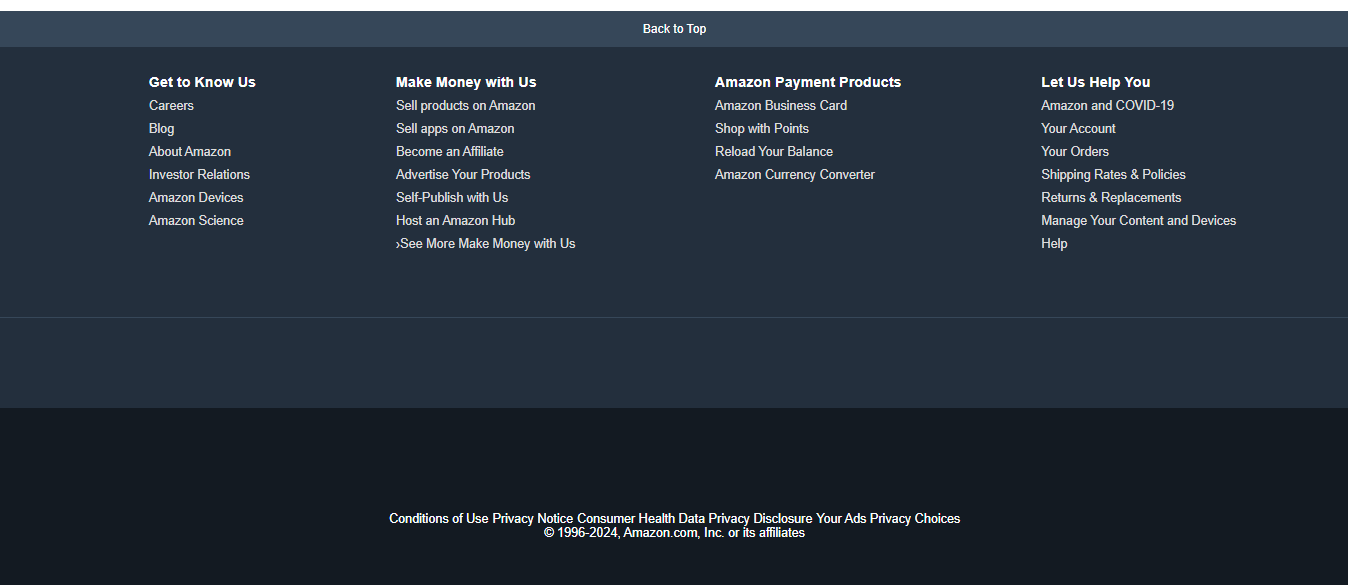 Back to Top
Get to Know Us
Careers
Blog
About Amazon
Investor Relations
Amazon Devices
Amazon Science
Make Money with Us
Sell products on Amazon
Sell apps on Amazon
Become an Affiliate
Advertise Your Products
Self-Publish with Us
Host an Amazon Hub
›See More Make Money with Us
Amazon Payment Products
Amazon Business Card
Shop with Points
Reload Your Balance
Amazon Currency Converter
Let Us Help You
Amazon and COVID-19
Your Account
Your Orders
Shipping Rates & Policies
Returns & Replacements
Manage Your Content and Devices
Help
Conditions of Use Privacy Notice Consumer Health Data Privacy Disclosure Your Ads Privacy Choices
© 1996-2024, Amazon.com, Inc. or its affiliates